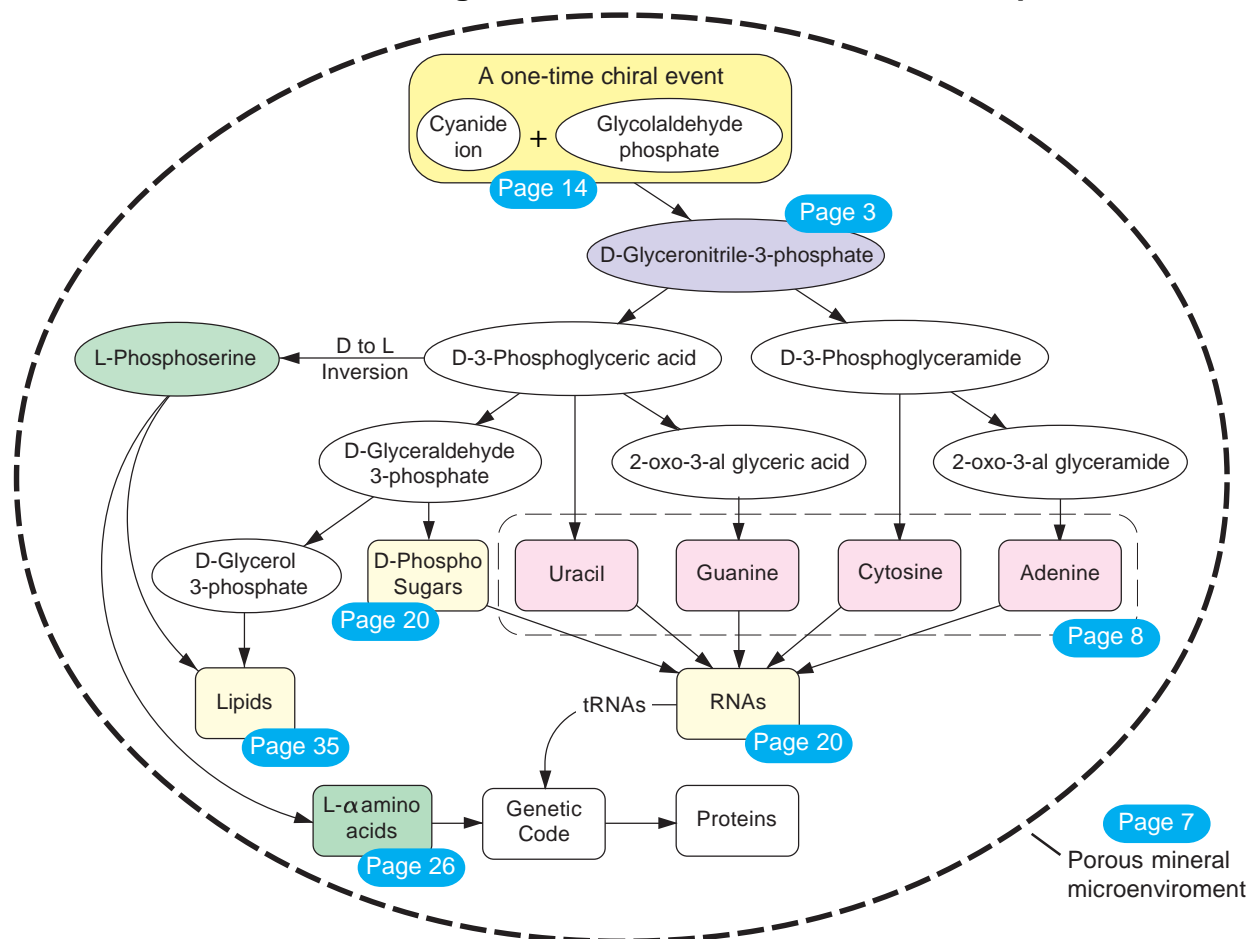 A one-time chiral event
Cyanide
ion
+
Glycolaldehyde
phosphate
Page 14
Page 3
D-Glyceronitrile-3-phosphate
L-Phosphoserine
D to L
Inversion
D-3-Phosphoglyceric acid
D-3-Phosphoglyceramide
D-Glyceraldehyde
3-phosphate
2-oxo-3-al glyceric acid
2-oxo-3-al glyceramide
D-Glycerol
3-phosphate
D-Phospho
Sugars
Page 20
Uracil
Guanine
Cytosine
Adenine
Page 8
Lipids
Page 35
tRNAs
RNAs
Page 20
L-α amino
acids
Page 26
Genetic
Code
Proteins
Page 7
Porous mineral
microenviroment